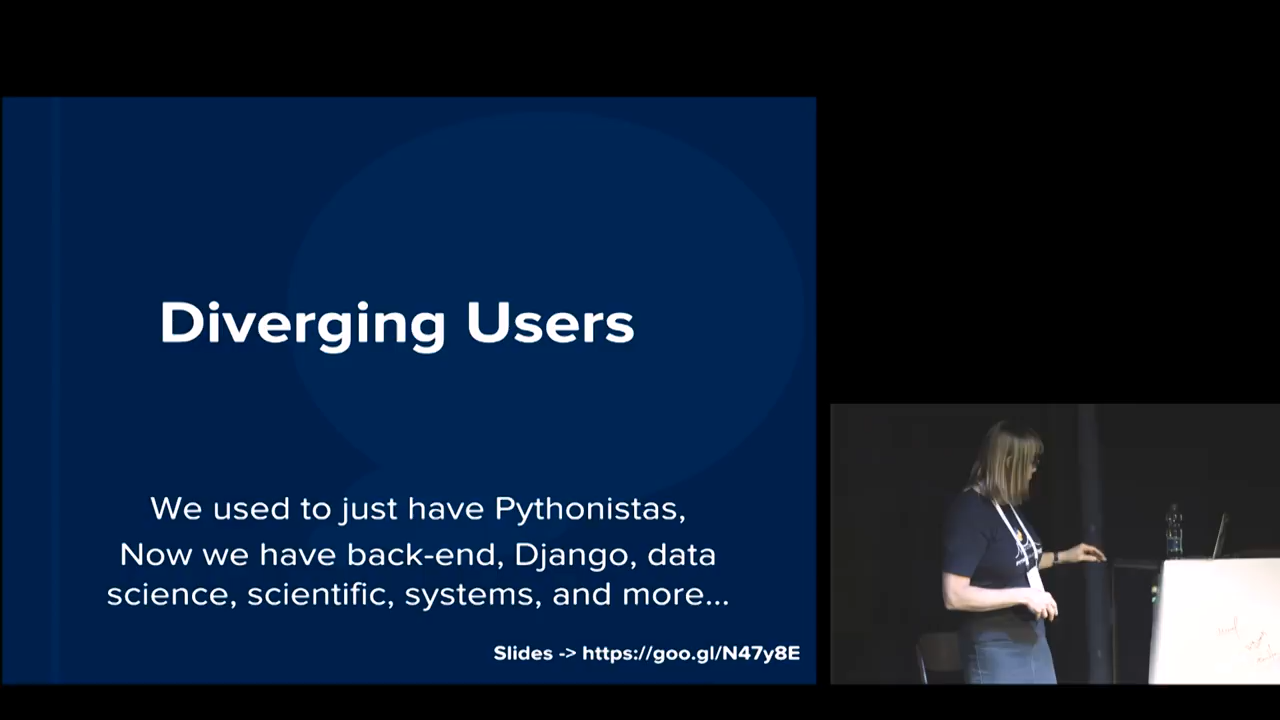 Diverging Users
We used to just have Pythonistas,
Now we have back-end, Django, data
science, scientific, systems, and more...
Slides -> https://goo.gl/N47y8E